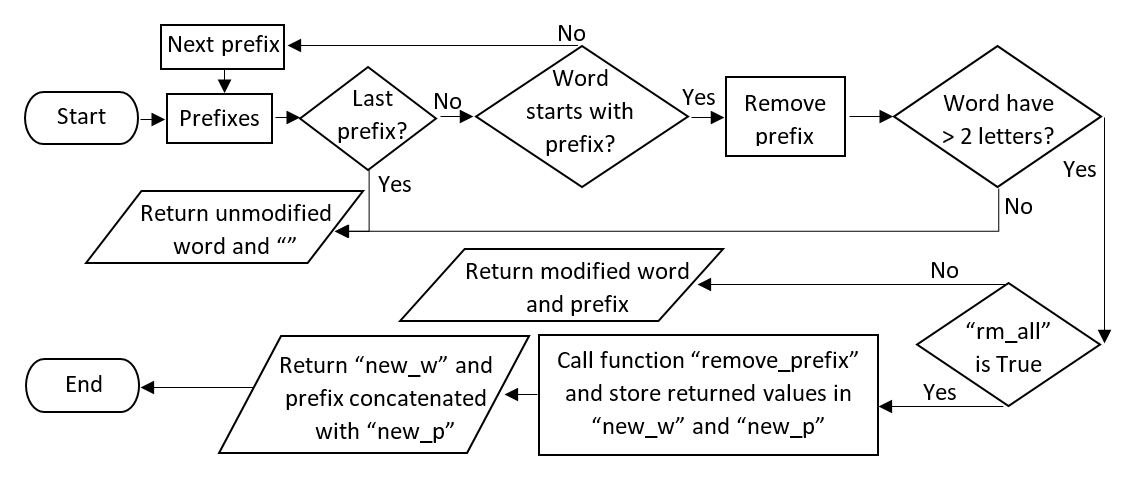 No
Next prefix
Start
Prefixes
Last
prefix?
No
Word
starts with
prefix?
Yes
Remove
prefix
Word have
> 2 letters?
Yes
Yes
No
Return unmodified
word and “”
Return modified word
and prefix
No
“rm_all”
is True
Yes
Call function “remove_prefix”
and store returned values in
“new_w” and “new_p”
Return “new_w” and
prefix concatenated
with “new_p”
End